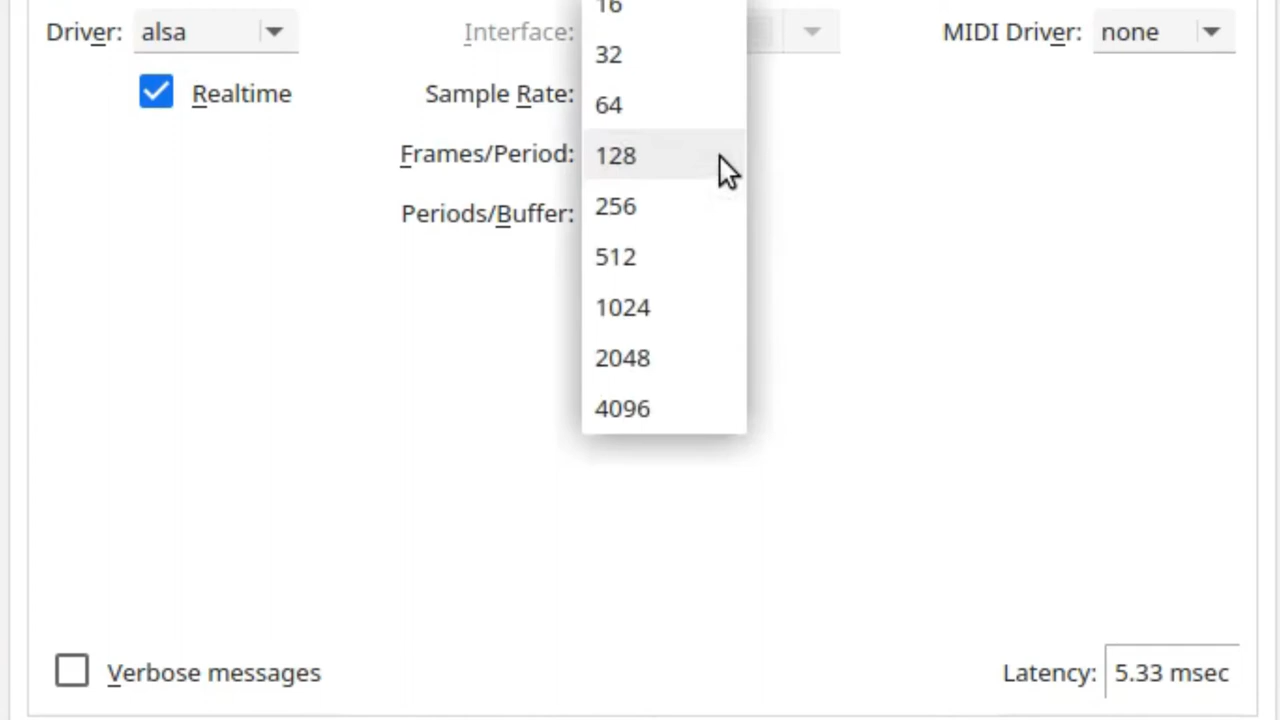 Driver: alsa Interface: MIDI Driver: none
16
32
Realtime Sample Rate:
64
Frames/Period: 128
256
Periods/Buffer:
512
1024
2048
4096
Verbose messages Latency: 5.33 msec